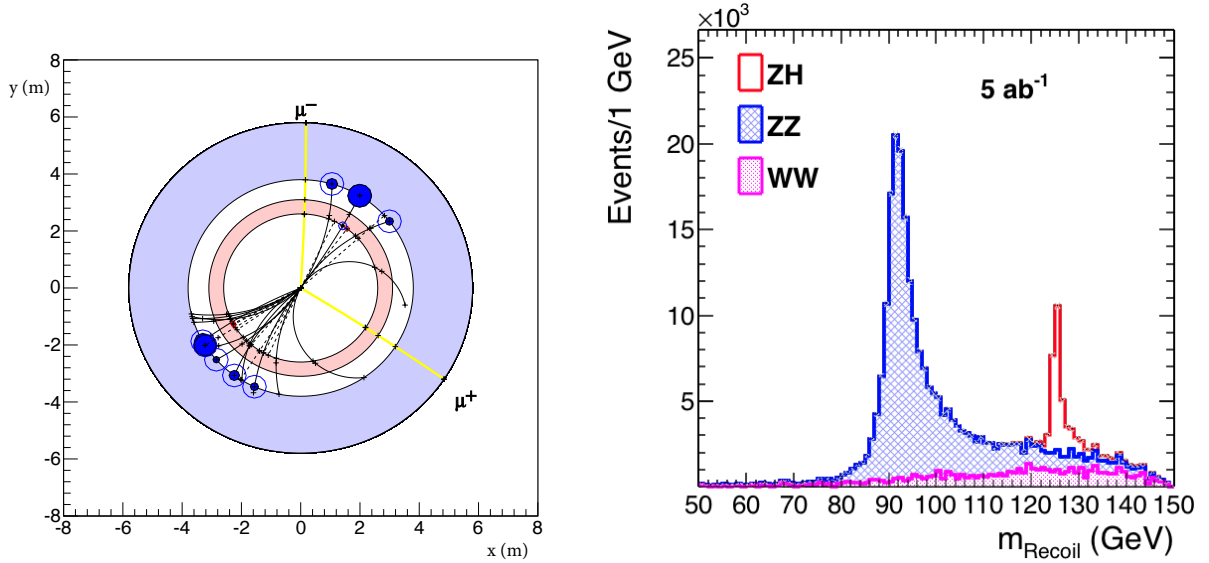 y (m)
8
6
4
2
0
-2
-4
-6
-8
-8 -6 -4 -2 0 2 4 6 8
x (m)
μ⁻
μ⁺
×10³
Events/1 GeV
25
20
15
10
5
ZH
ZZ
WW
5 ab⁻¹
50 60 70 80 90 100 110 120 130 140 150
m_Recoil (GeV)